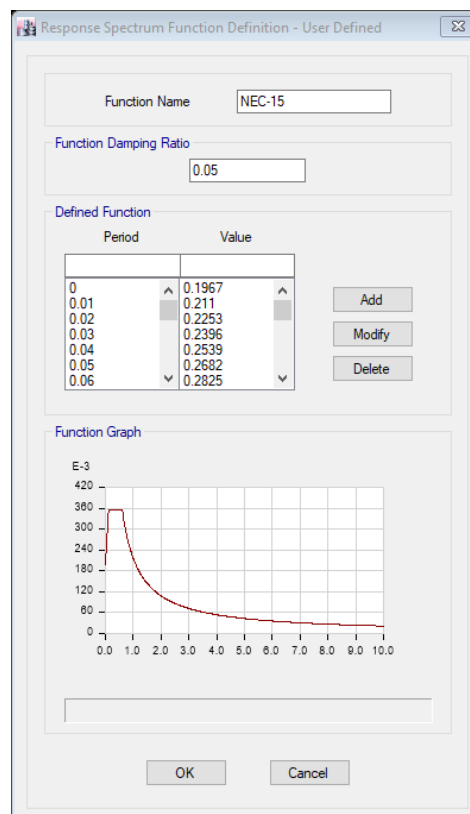 Response Spectrum Function Definition - User Defined
Function Name NEC-15
Function Damping Ratio
0.05
Defined Function
Period Value
0 0.1967
0.01 0.211
0.02 0.2253
0.03 0.2396
0.04 0.2539
0.05 0.2682
0.06 0.2825
Add
Modify
Delete
Function Graph
E-3
420
360
300
240
180
120
60
0
0.0 1.0 2.0 3.0 4.0 5.0 6.0 7.0 8.0 9.0 10.0
OK Cancel